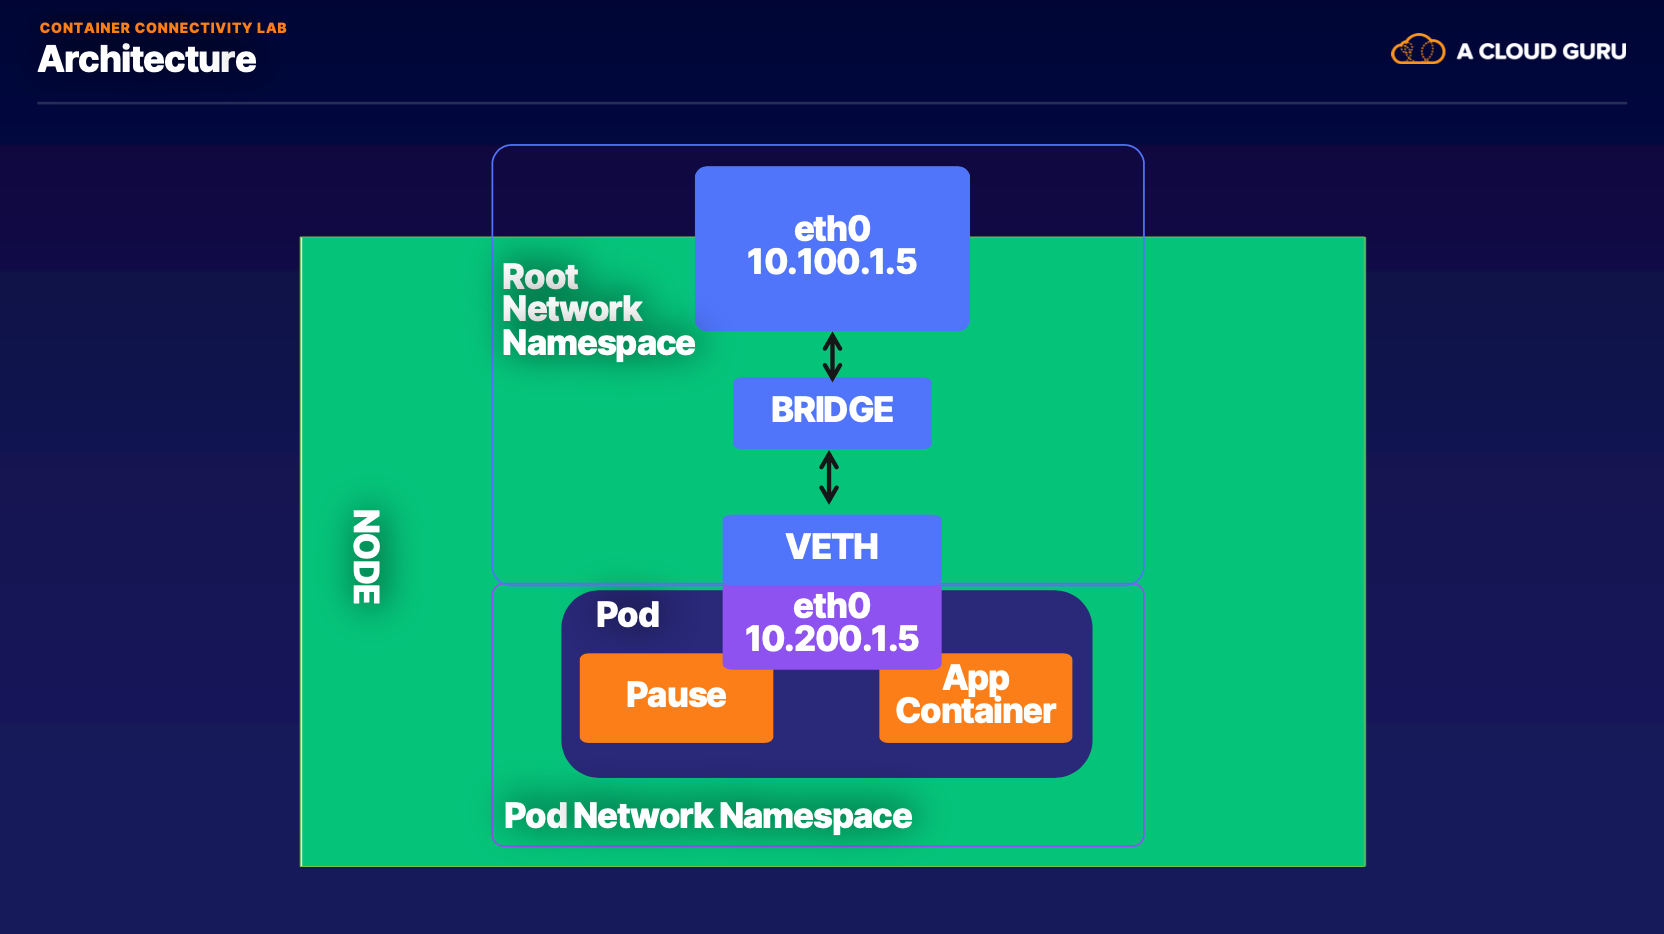 CONTAINER CONNECTIVITY LAB
Architecture
A CLOUD GURU
eth0
10.100.1.5
Root
Network
Namespace
BRIDGE
NODE
VETH
eth0
10.200.1.5
Pod
Pause
App
Container
Pod Network Namespace